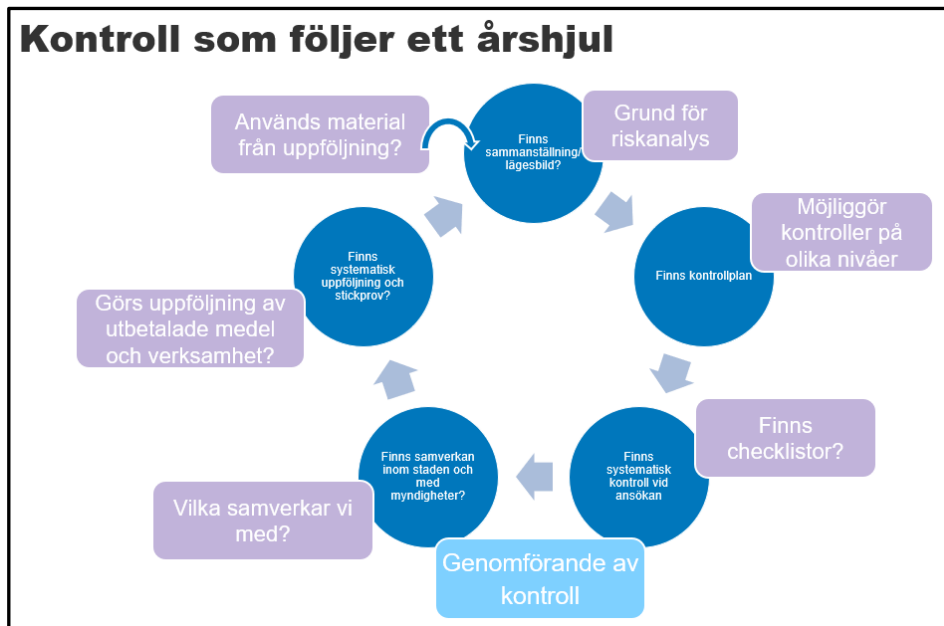 Kontroll som följer ett årshjul
Används material
från uppföljning?
Finns
sammanställning/
lägesbild?
Grund för
riskanalys
Finns kontrollplan
Möjliggör
kontroller på
olika nivåer
Finns
systematisk
kontroll vid
ansökan
Finns
checklistor?
Genomförande av
kontroll
Finns samverkan
inom staden och
med
myndigheter?
Vilka samverkar vi
med?
Finns
systematisk
uppföljning och
stickprov?
Görs uppföljning av
utbetalade medel
och verksamhet?